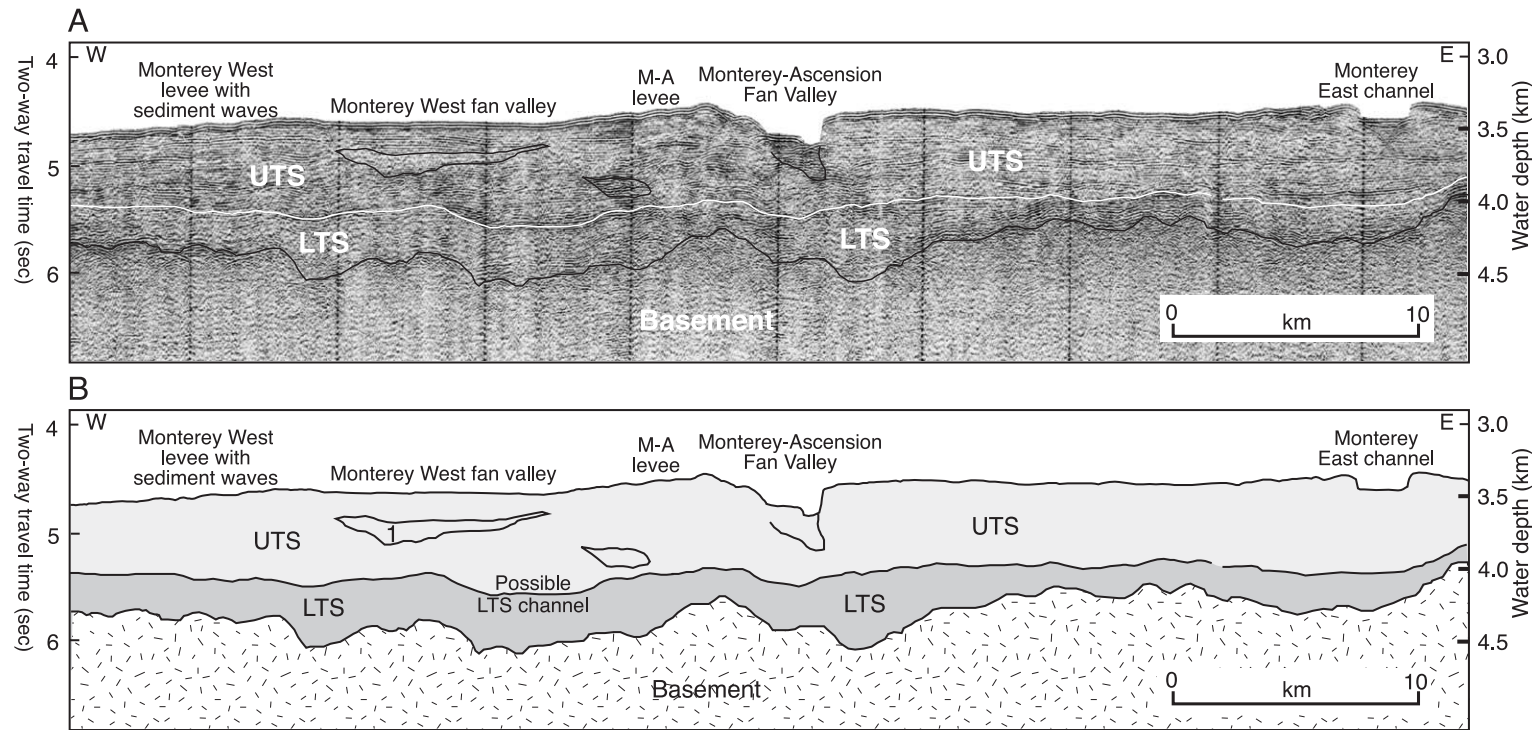 A
W
E
Monterey West
levee with
sediment waves
Monterey West fan valley
M-A
levee
Monterey-Ascension
Fan Valley
Monterey
East channel
Two-way travel time (sec)
4
5
6
Water depth (km)
3.0
3.5
4.0
4.5
UTS
UTS
LTS
LTS
Basement
0
10
km
B
W
E
Monterey West
levee with
sediment waves
Monterey West fan valley
M-A
levee
Monterey-Ascension
Fan Valley
Monterey
East channel
Two-way travel time (sec)
4
5
6
Water depth (km)
3.0
3.5
4.0
4.5
1
UTS
UTS
Possible
LTS channel
LTS
LTS
Basement
0
10
km